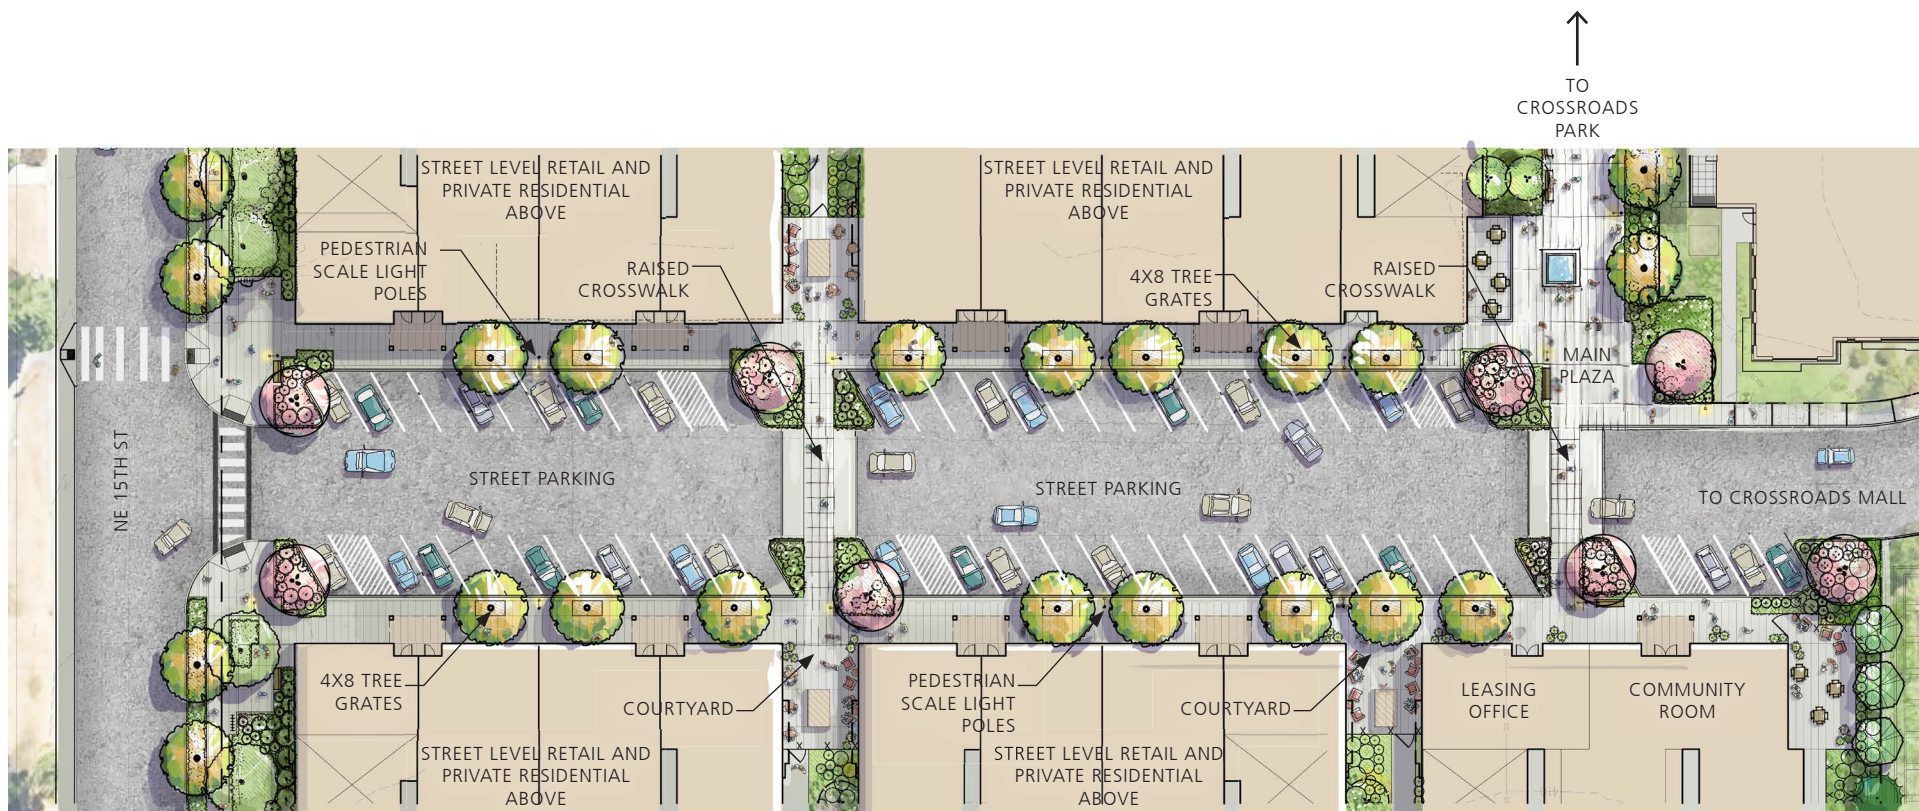 TO
CROSSROADS
PARK
STREET LEVEL RETAIL AND
PRIVATE RESIDENTIAL
ABOVE
STREET LEVEL RETAIL AND
PRIVATE RESIDENTIAL
ABOVE
PEDESTRIAN
SCALE LIGHT
POLES
RAISED
CROSSWALK
4X8 TREE
GRATES
RAISED
CROSSWALK
MAIN
PLAZA
NE 15TH ST
STREET PARKING
STREET PARKING
TO CROSSROADS MALL
4X8 TREE
GRATES
COURTYARD
PEDESTRIAN
SCALE LIGHT
POLES
COURTYARD
LEASING
OFFICE
COMMUNITY
ROOM
STREET LEVEL RETAIL AND
PRIVATE RESIDENTIAL
ABOVE
STREET LEVEL RETAIL AND
PRIVATE RESIDENTIAL
ABOVE